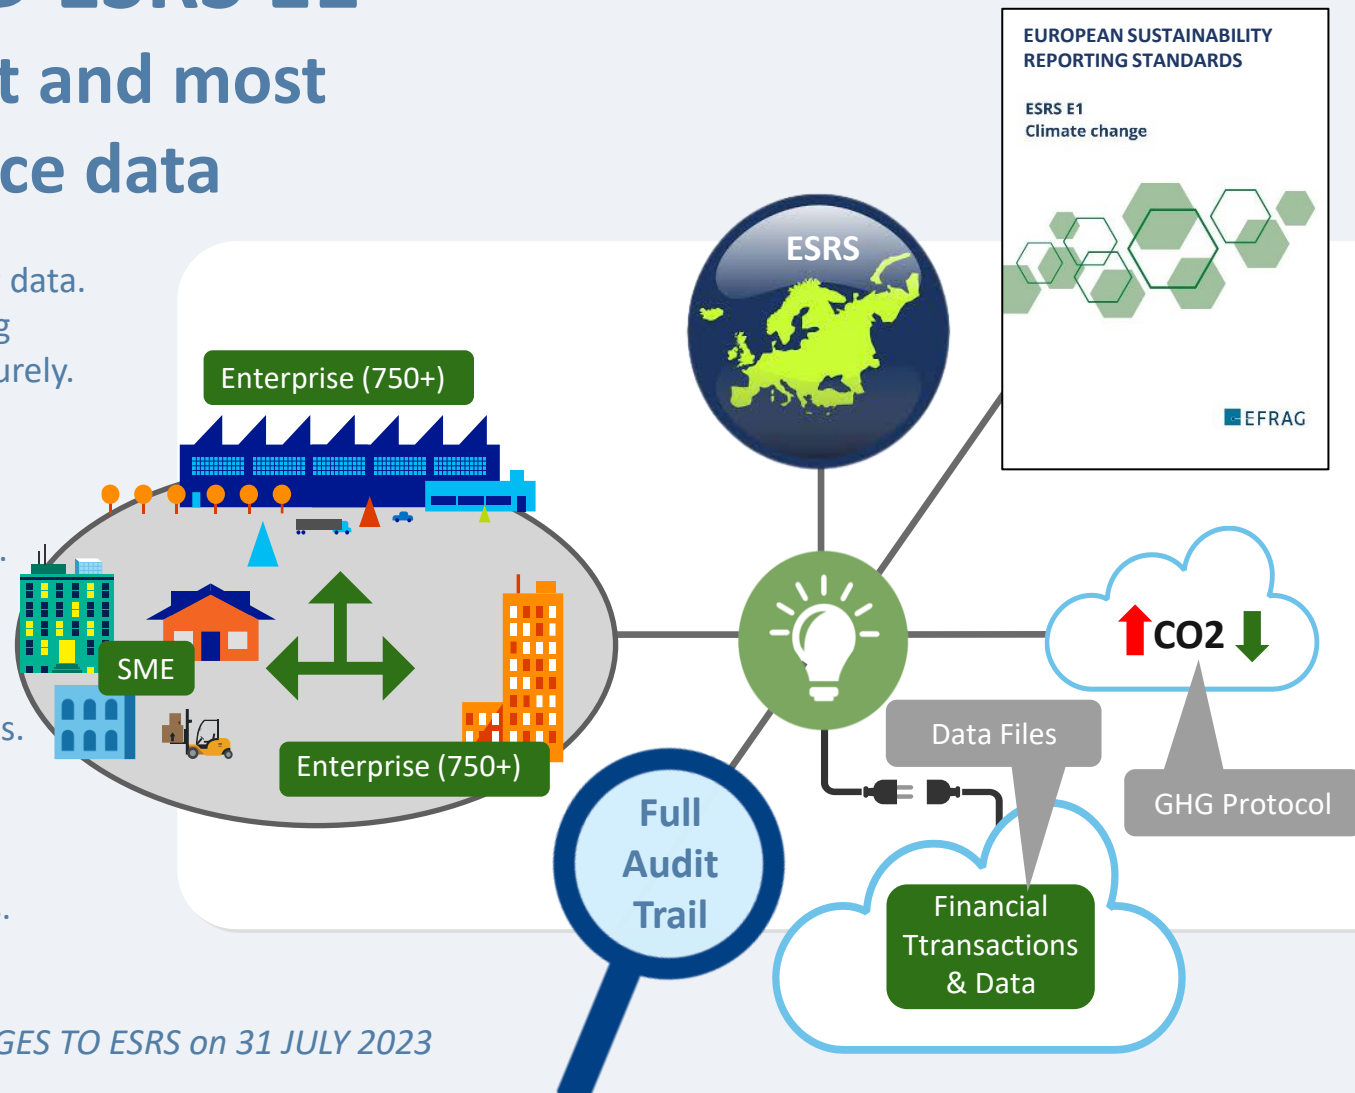 ESRS E1
t and most
ce data
data.
g
urely.
.
s.
.
GES TO ESRS on 31 JULY 2023
EUROPEAN SUSTAINABILITY
REPORTING STANDARDS
ESRS E1
Climate change
EFRAG
ESRS
Enterprise (750+)
SME
Enterprise (750+)
CO2
GHG Protocol
Data Files
Financial
Ttransactions
& Data
Full
Audit
Trail